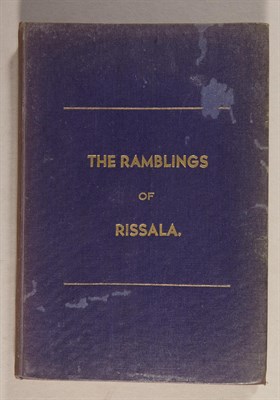 THE RAMBLINGS
OF
RISSALA.